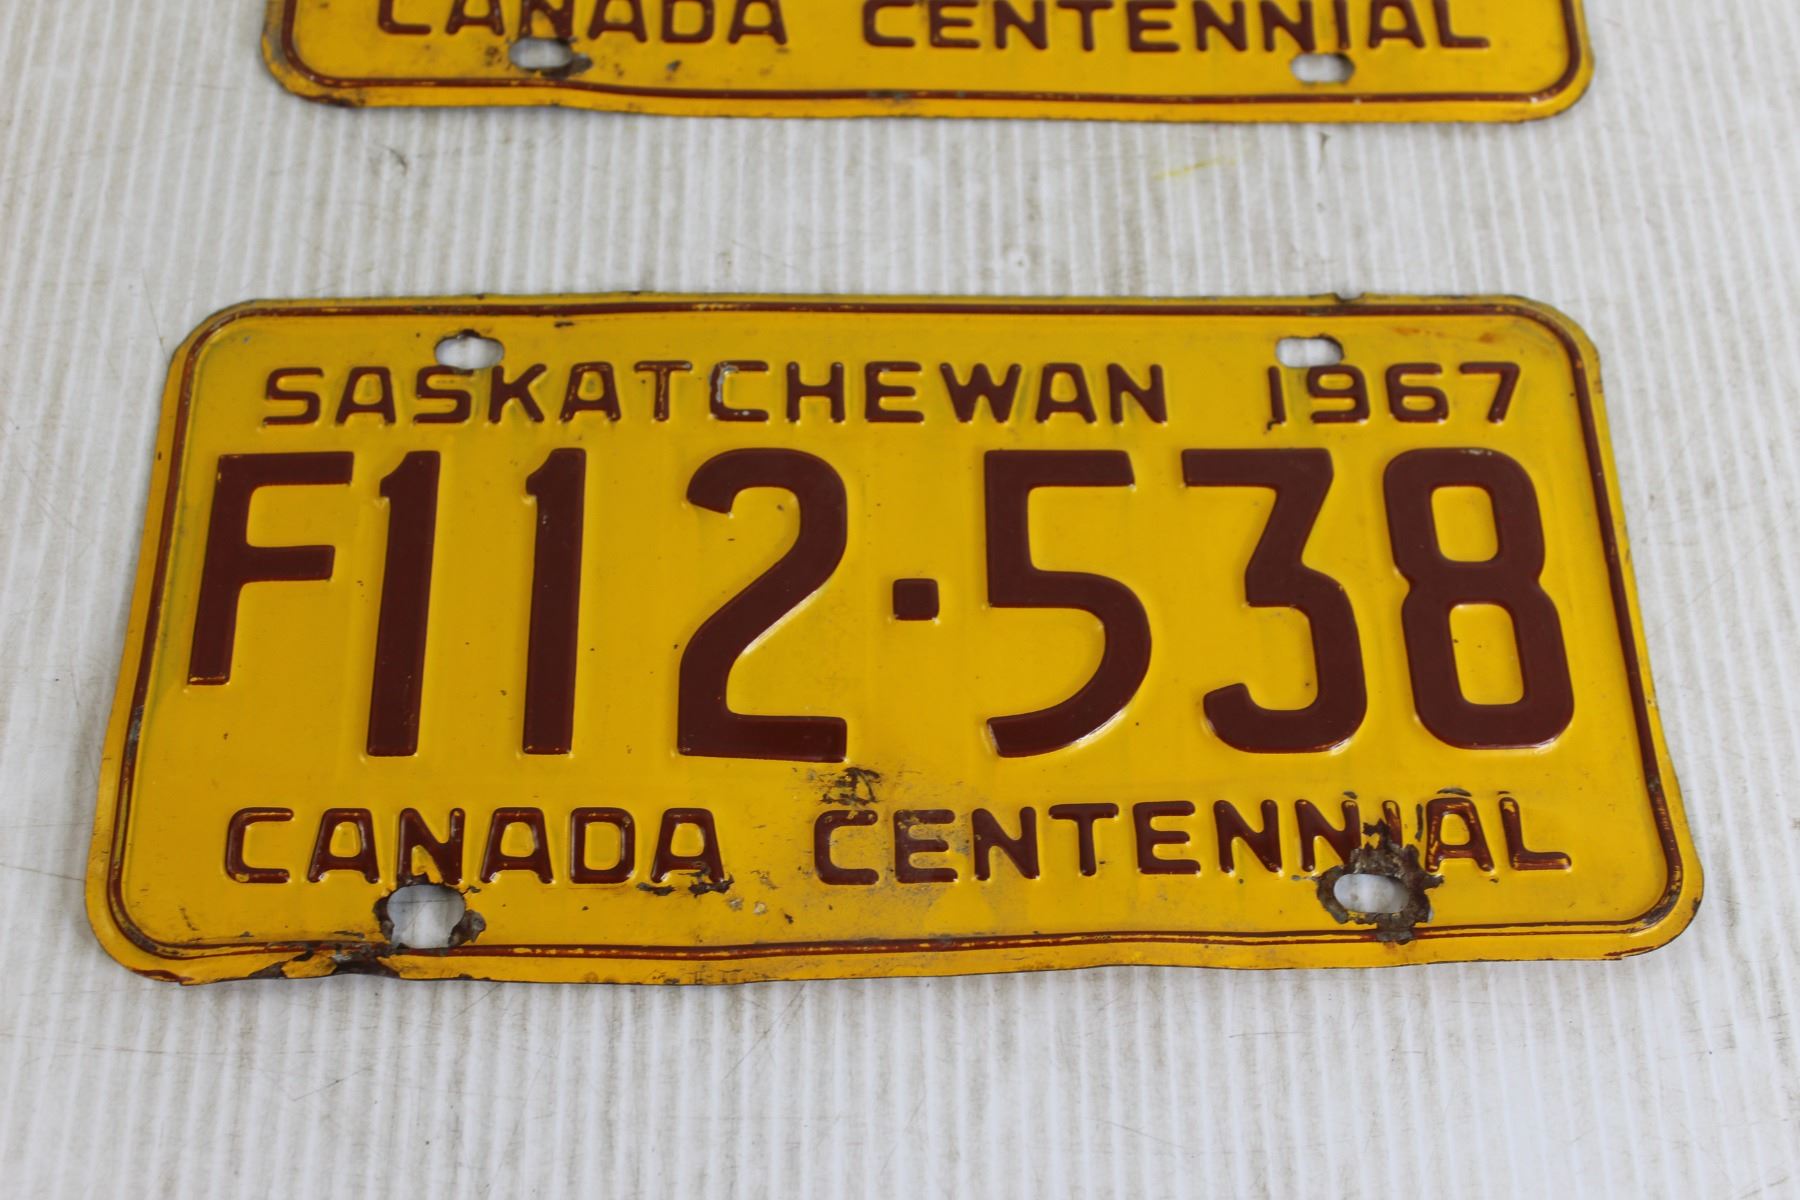 CANADA CENTENNIAL
SASKATCHEWAN 1967
F112·538
CANADA CENTENNIAL